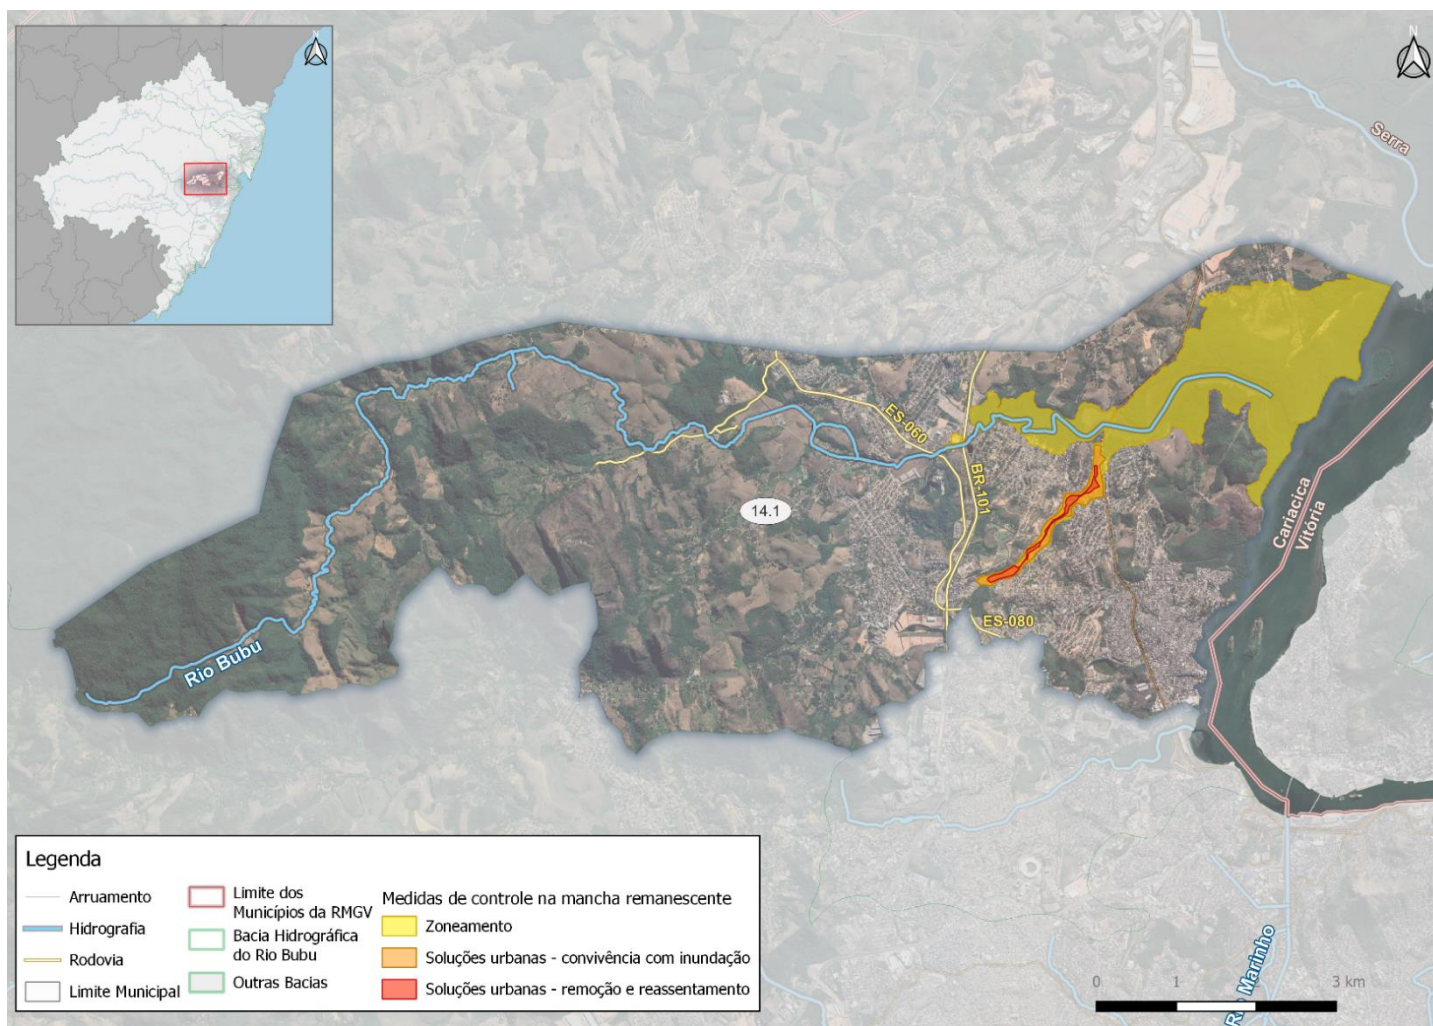 N
N
Serra
ES-060
BR-101
14.1
Cariacica
Vitória
ES-080
Rio Bubu
Legenda
Arruamento
Hidrografia
Rodovia
Limite Municipal
Limite dos
Municípios da RMGV
Bacia Hidrográfica
do Rio Bubu
Outras Bacias
Medidas de controle na mancha remanescente
Zoneamento
Soluções urbanas - convivência com inundação
Soluções urbanas - remoção e reassentamento
0 1 3 km
Rio Marinho